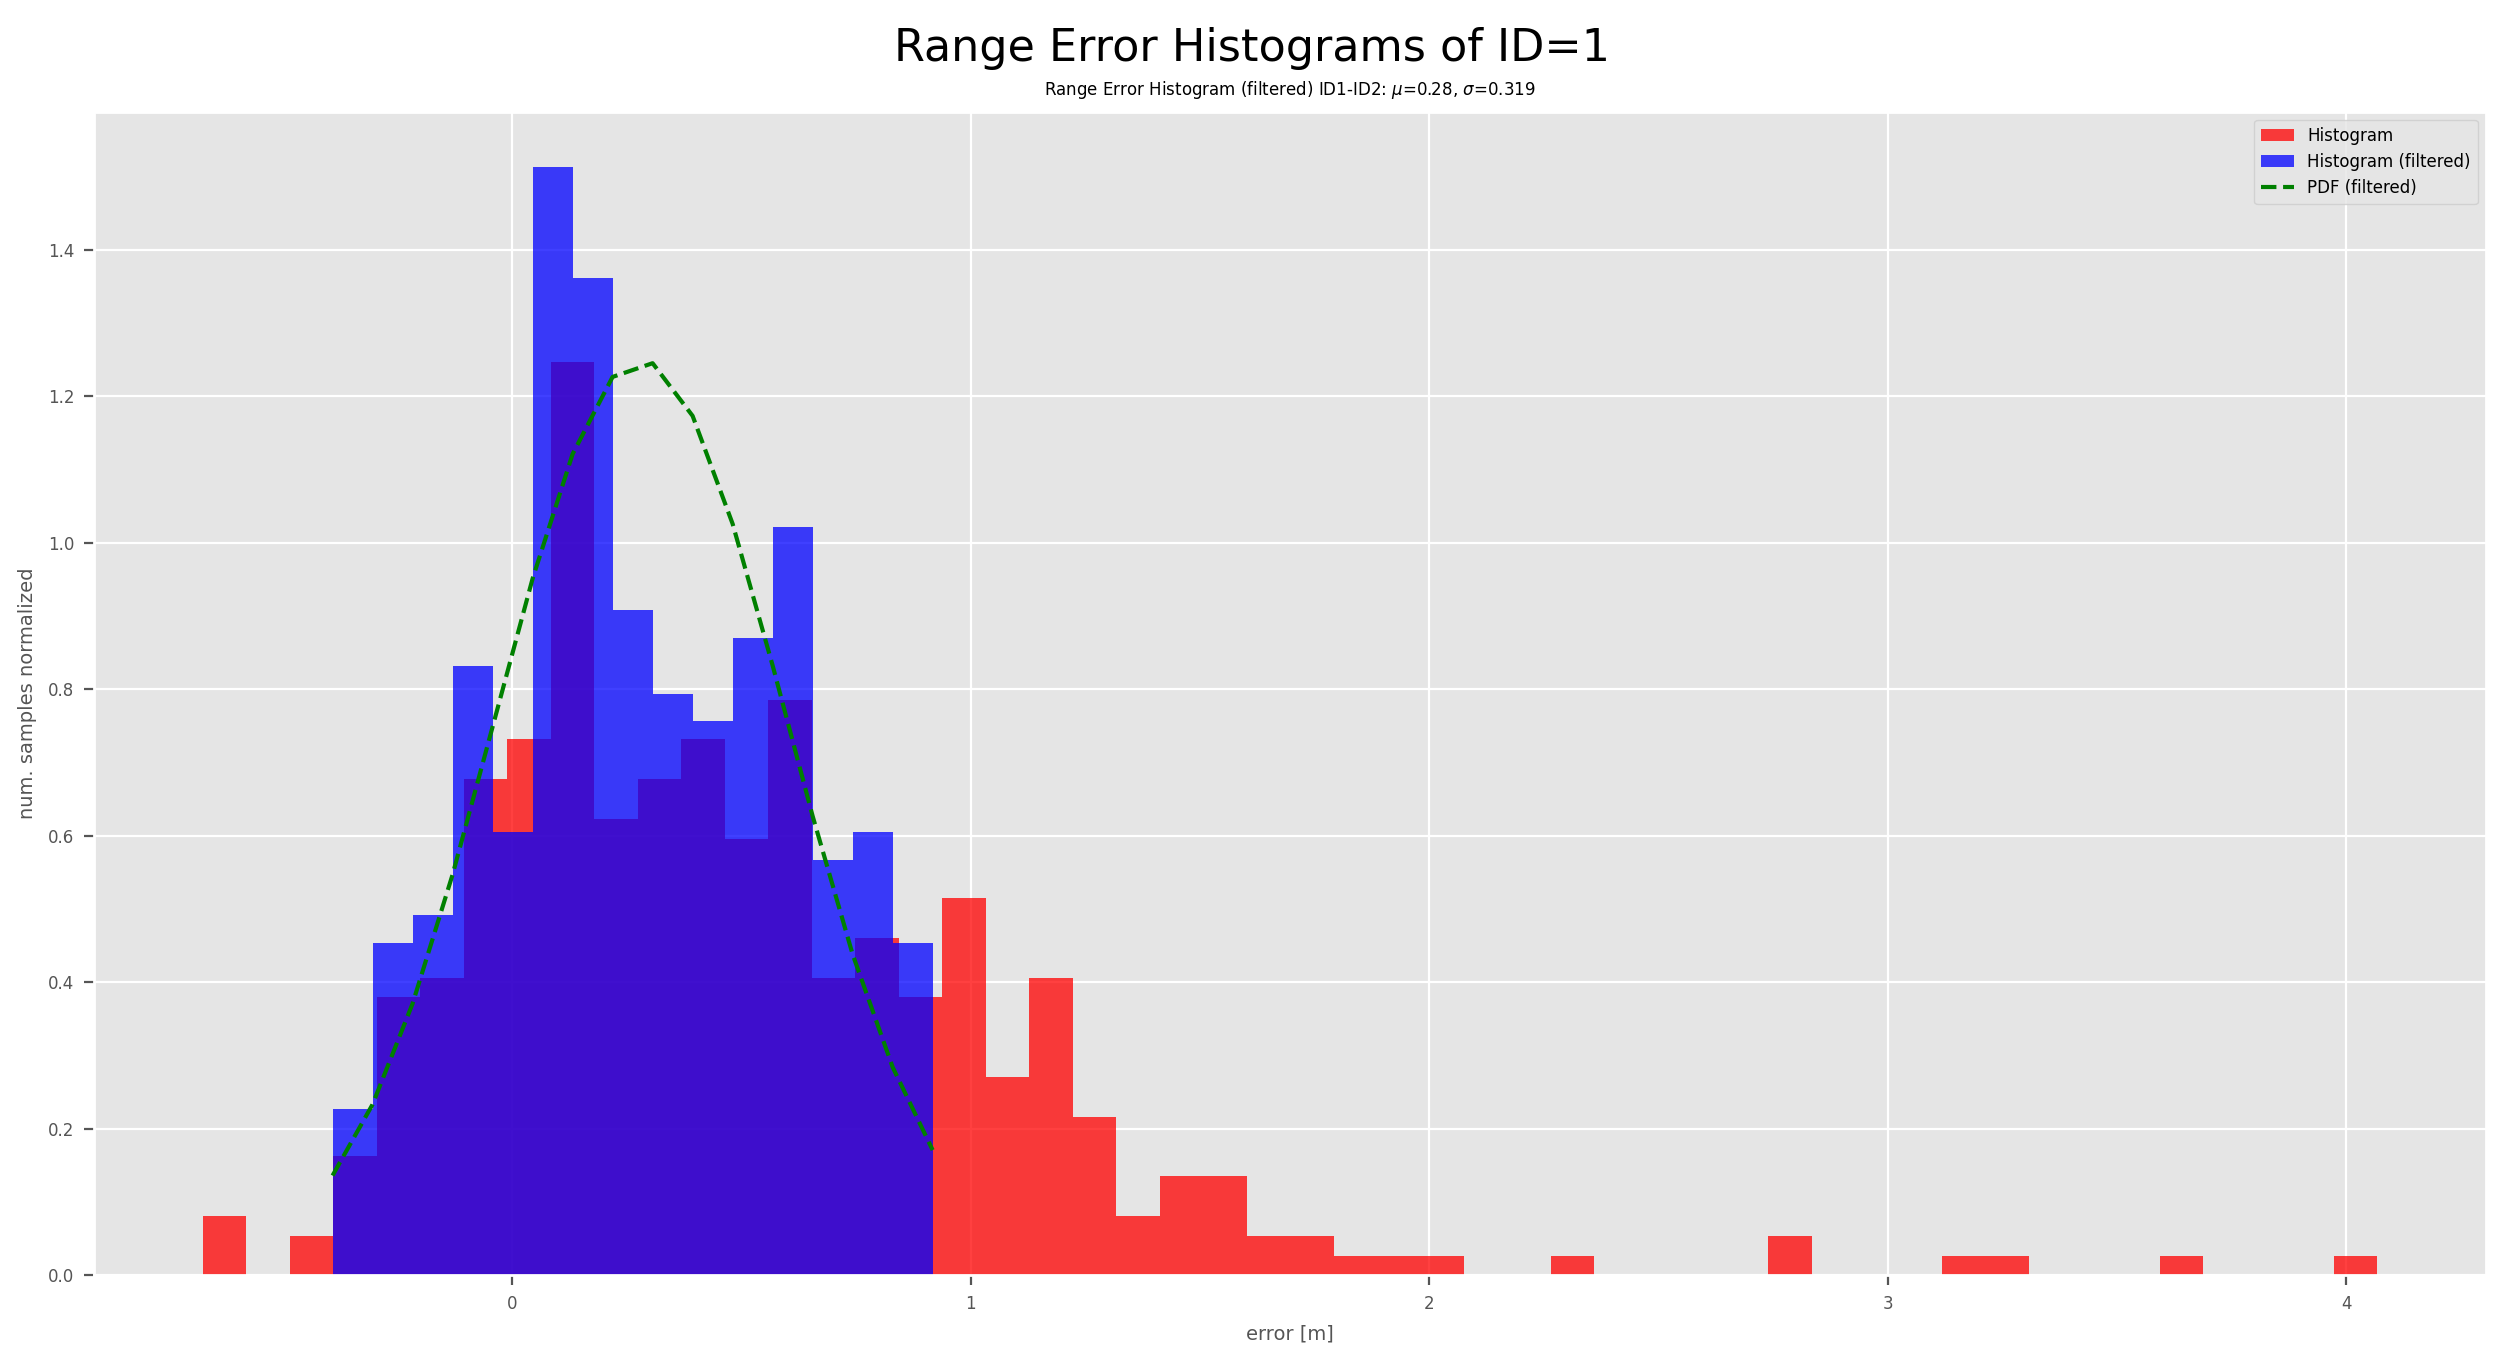 Range Error Histograms of ID=1
Range Error Histogram (filtered) ID1-ID2: μ=0.28, σ=0.319
Histogram
Histogram (filtered)
PDF (filtered)
1.4
1.2
1.0
0.8
0.6
0.4
0.2
0.0
num. samples normalized
0 1 2 3 4
error [m]